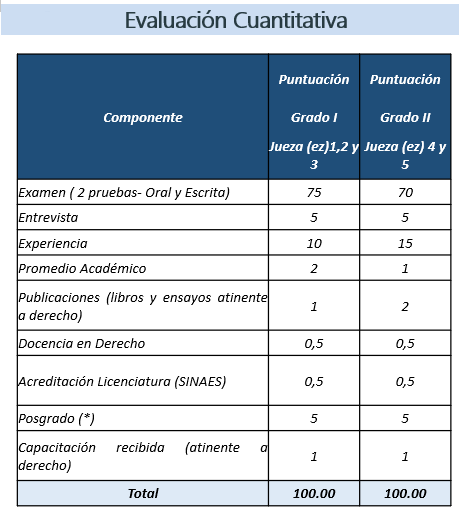 Evaluación Cuantitativa
Componente
Puntuación
Grado I
Jueza (ez)1,2 y
3
Puntuación
Grado II
Jueza (ez) 4 y
5
Examen ( 2 pruebas- Oral y Escrita) 75 70
Entrevista 5 5
Experiencia 10 15
Promedio Académico 2 1
Publicaciones (libros y ensayos atinente
a derecho) 1 2
Docencia en Derecho 0,5 0,5
Acreditación Licenciatura (SINAES) 0,5 0,5
Posgrado (*) 5 5
Capacitación recibida (atinente a
derecho) 1 1
Total 100.00 100.00